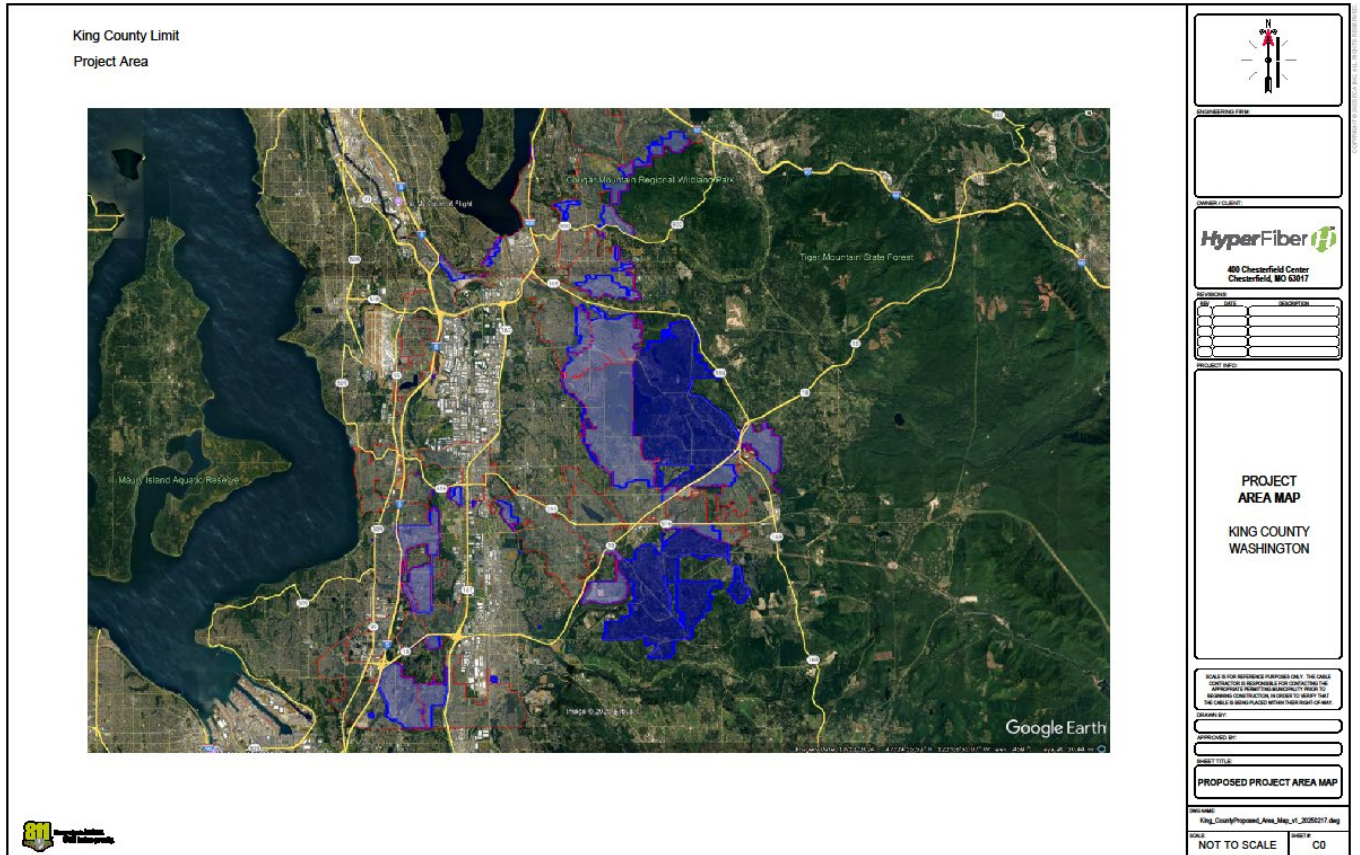 King County Limit
Project Area
Cougar Mountain Regional Wildland Park
Tiger Mountain State Forest
Maury Island Aquatic Reserve
Google Earth
811
N
ENGINEERING FIRM:
OWNER / CLIENT:
HyperFiber
400 Chesterfield Center
Chesterfield, MO 63017
REVISIONS:
REV DATE DESCRIPTION
PROJECT INFO:
PROJECT
AREA MAP
KING COUNTY
WASHINGTON
SCALE IS FOR REFERENCE PURPOSES ONLY. THE CABLE
CONTRACTOR IS RESPONSIBLE FOR CONTACTING THE
APPROPRIATE PERMITTING MUNICIPALITY PRIOR TO
BEGINNING CONSTRUCTION, IN ORDER TO VERIFY THAT
THE CABLE IS BEING PLACED WITHIN THEIR RIGHT-OF-WAY.
DRAWN BY:
APPROVED BY:
SHEET TITLE:
PROPOSED PROJECT AREA MAP
DWG NAME:
King_CountyProposed_Area_Map_v1_20250217.dwg
SCALE:
NOT TO SCALE
SHEET #:
C0